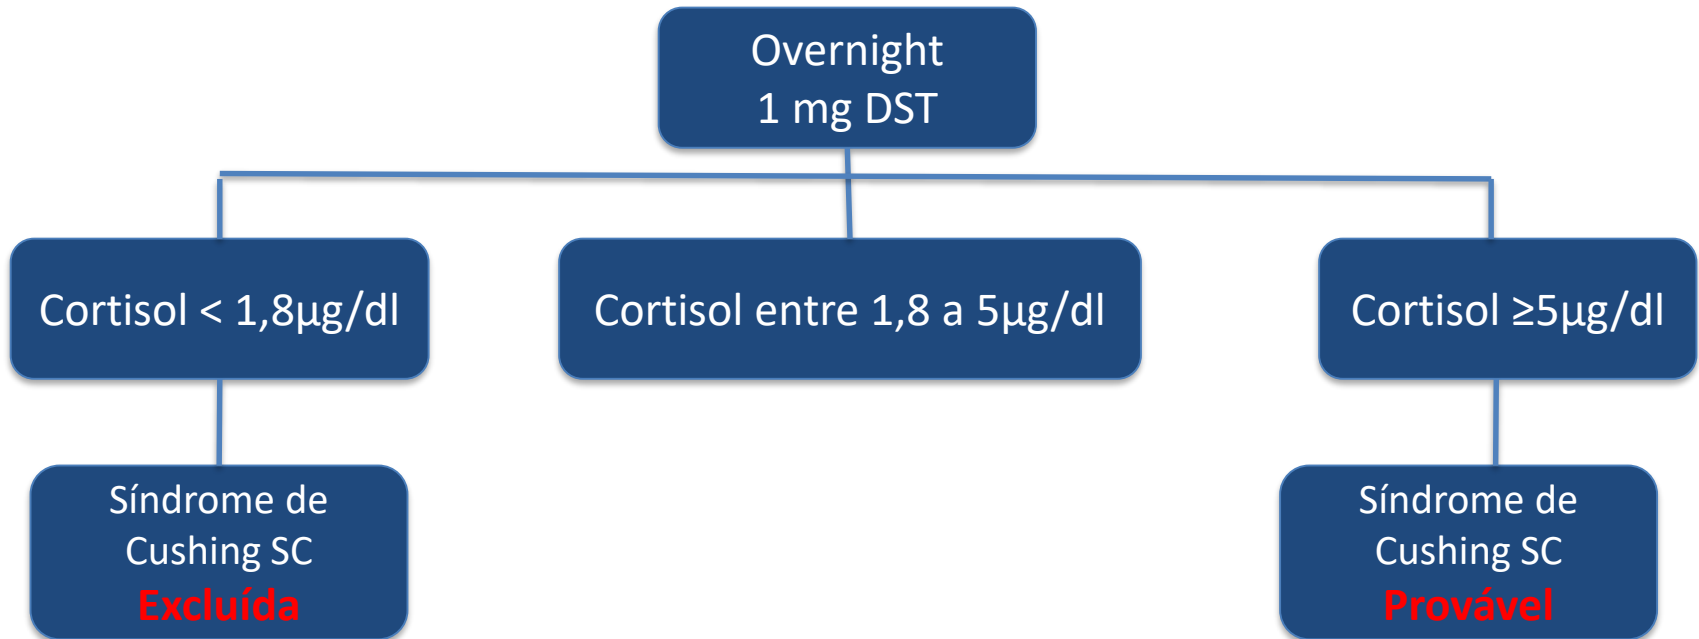 Overnight
1 mg DST
Cortisol < 1,8µg/dl
Cortisol entre 1,8 a 5µg/dl
Cortisol ≥5µg/dl
Síndrome de
Cushing SC
Excluída
Síndrome de
Cushing SC
Provável